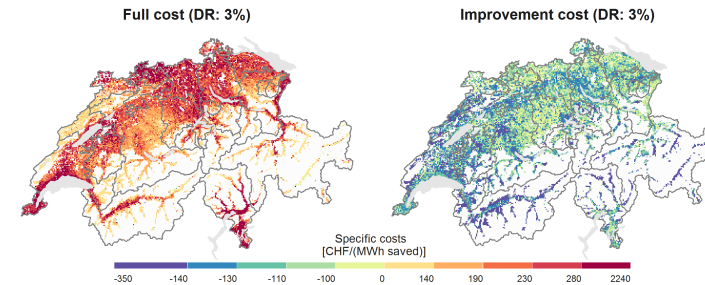 Full cost (DR: 3%)
Improvement cost (DR: 3%)
Specific costs
[CHF/(MWh saved)]
-350 -140 -130 -110 -100 0 140 190 230 280 2240